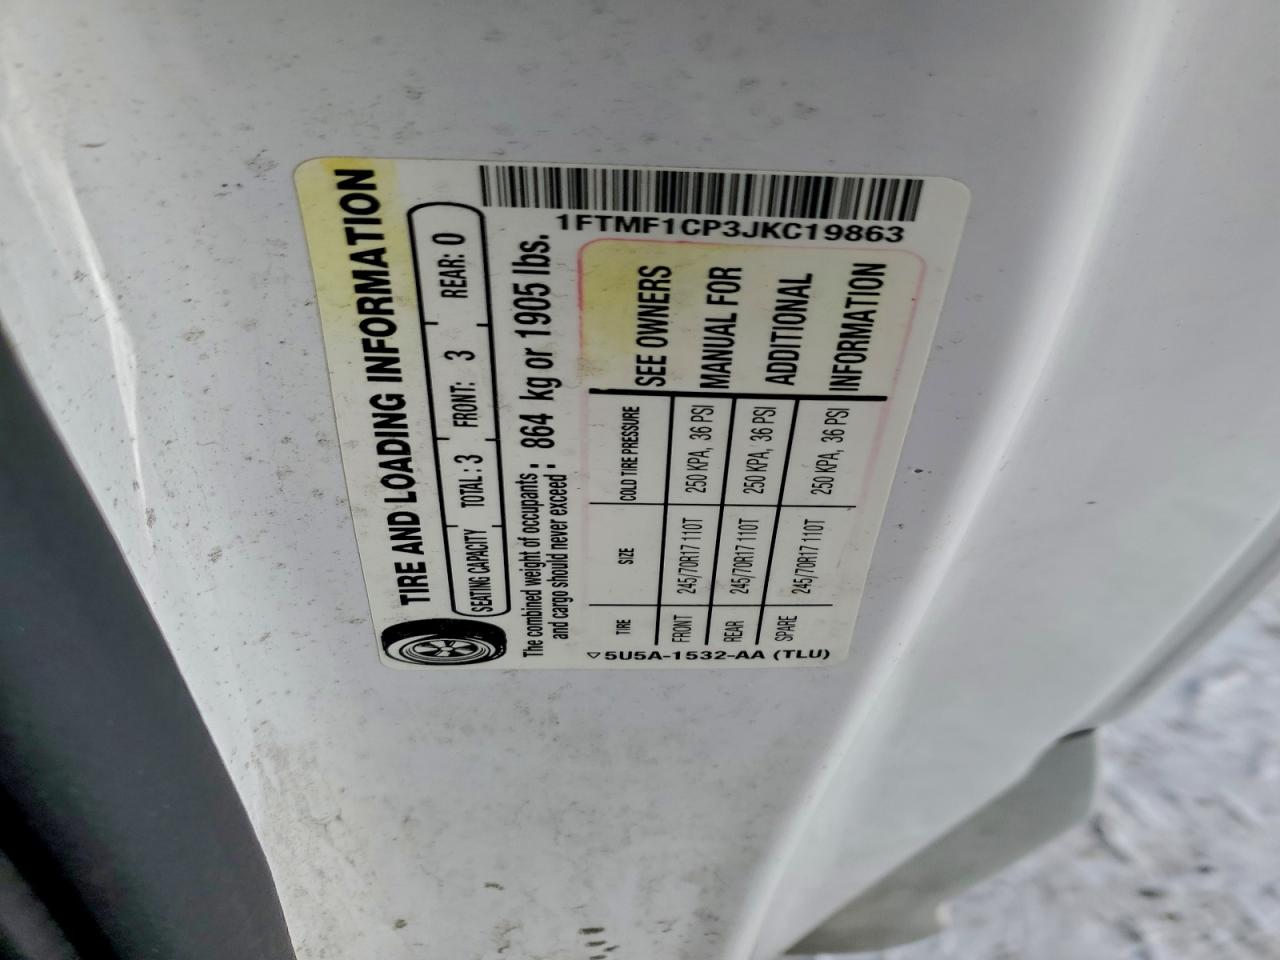 TIRE AND LOADING INFORMATION
SEATING CAPACITY TOTAL : 3 FRONT: 3 REAR: 0
The combined weight of occupants
and cargo should never exceed : 864 kg or 1905 lbs.
TIRE SIZE COLD TIRE PRESSURE
FRONT 245/70R17 110T 250 KPA, 36 PSI
REAR 245/70R17 110T 250 KPA, 36 PSI
SPARE 245/70R17 110T 250 KPA, 36 PSI
SEE OWNERS
MANUAL FOR
ADDITIONAL
INFORMATION
5U5A-1532-AA (TLU)
1FTMF1CP3JKC19863